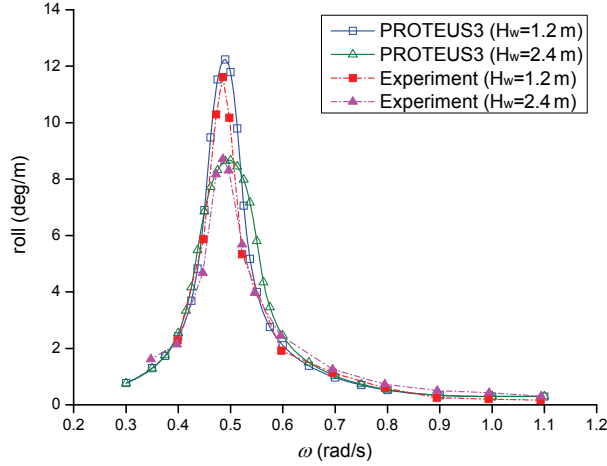 PROTEUS3 (Hw=1.2 m)
PROTEUS3 (Hw=2.4 m)
Experiment (Hw=1.2 m)
Experiment (Hw=2.4 m)
roll (deg/m)
14
12
10
8
6
4
2
0
0.2 0.3 0.4 0.5 0.6 0.7 0.8 0.9 1.0 1.1 1.2
ω (rad/s)